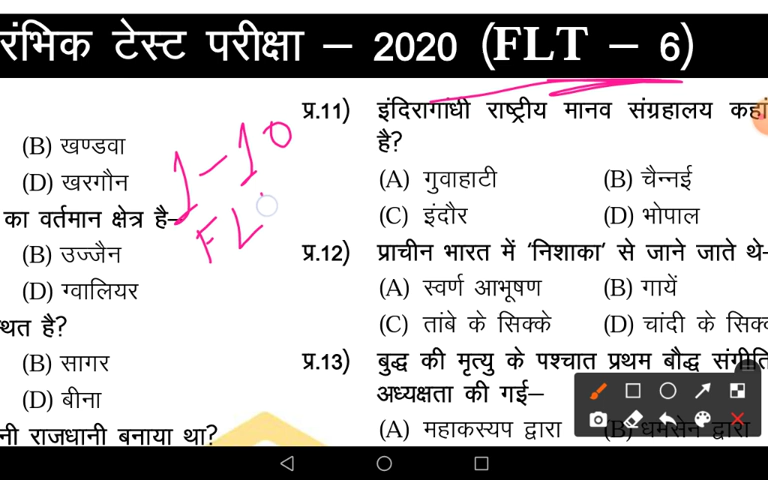 रंभिक टेस्ट परीक्षा – 2020 (FLT – 6)
(B) खण्डवा
(D) खरगौन
का वर्तमान क्षेत्र है–
(B) उज्जैन
(D) ग्वालियर
स्थत है?
(B) सागर
(D) बीना
नी राजधानी बनाया था?
1-10
FL
प्र.11) इंदिरागाधी राष्ट्रीय मानव संग्रहालय कहां
है?
(A) गुवाहाटी (B) चैन्नई
(C) इंदौर (D) भोपाल
प्र.12) प्राचीन भारत में 'निशाका' से जाने जाते थे-
(A) स्वर्ण आभूषण (B) गायें
(C) तांबे के सिक्के (D) चांदी के सिक्
प्र.13) बुद्ध की मृत्यु के पश्चात प्रथम बौद्ध संगीति
अध्यक्षता की गई–
(A) महाकस्यप द्वारा (B) धर्मसेन द्वारा